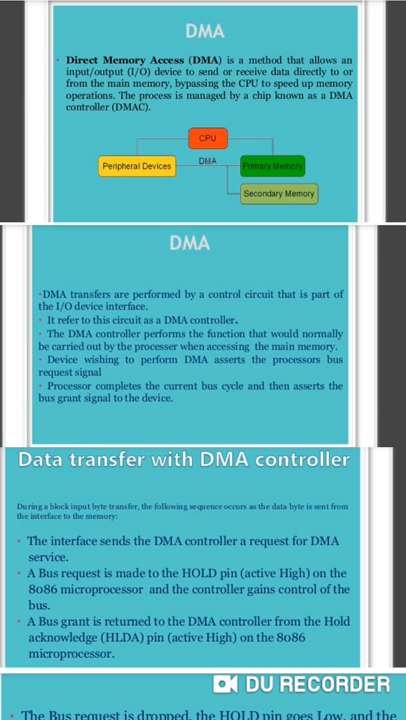 DMA
• Direct Memory Access (DMA) is a method that allows an
input/output (I/O) device to send or receive data directly to or
from the main memory, bypassing the CPU to speed up memory
operations. The process is managed by a chip known as a DMA
controller (DMAC).
CPU
Peripheral Devices
DMA
Primary Memory
Secondary Memory
DMA
•DMA transfers are performed by a control circuit that is part of
the I/O device interface.
• It refer to this circuit as a DMA controller.
• The DMA controller performs the function that would normally
be carried out by the processer when accessing the main memory.
• Device wishing to perform DMA asserts the processors bus
request signal
• Processor completes the current bus cycle and then asserts the
bus grant signal to the device.
Data transfer with DMA controller
During a block input byte transfer, the following sequence occurs as the data byte is sent from
the interface to the memory:
• The interface sends the DMA controller a request for DMA
service.
• A Bus request is made to the HOLD pin (active High) on the
8086 microprocessor and the controller gains control of the
bus.
• A Bus grant is returned to the DMA controller from the Hold
acknowledge (HLDA) pin (active High) on the 8086
microprocessor.
DU RECORDER
• The Bus request is dropped, the HOLD pin goes Low, and the